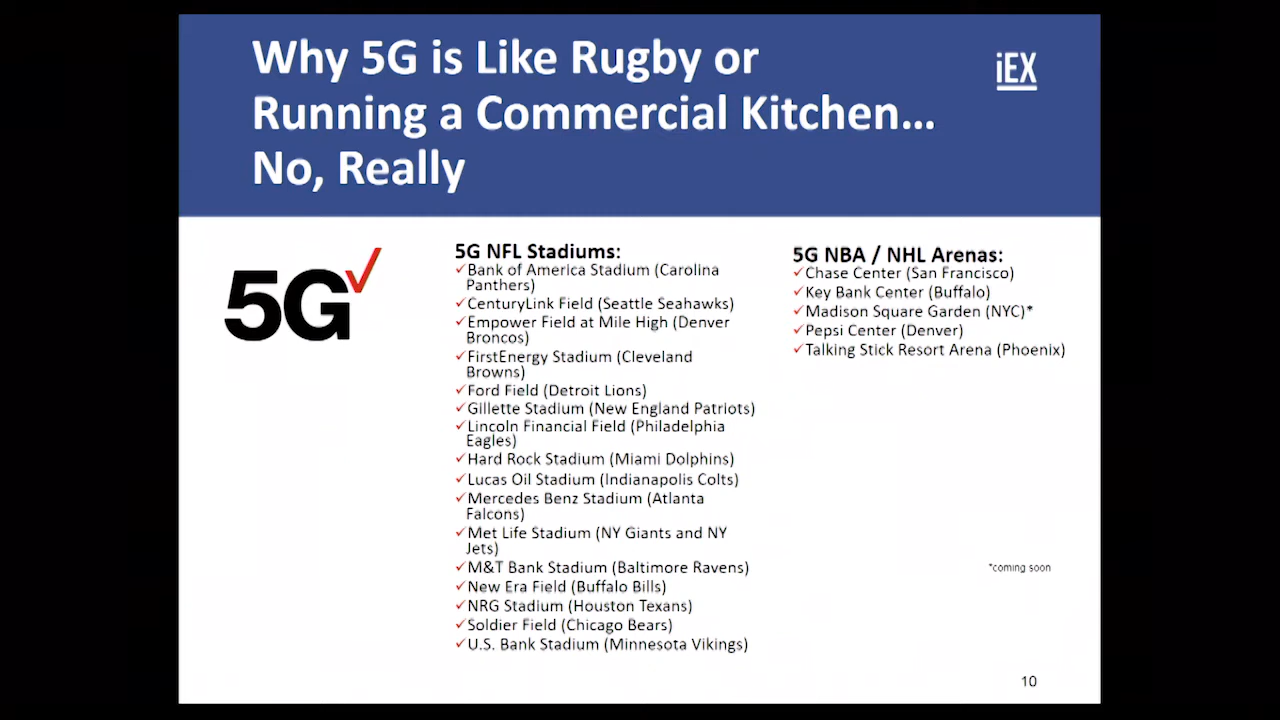 Why 5G is Like Rugby or
Running a Commercial Kitchen...
No, Really
iEX
5G
5G NFL Stadiums:
✓Bank of America Stadium (Carolina
Panthers)
✓CenturyLink Field (Seattle Seahawks)
✓Empower Field at Mile High (Denver
Broncos)
✓FirstEnergy Stadium (Cleveland
Browns)
✓Ford Field (Detroit Lions)
✓Gillette Stadium (New England Patriots)
✓Lincoln Financial Field (Philadelphia
Eagles)
✓Hard Rock Stadium (Miami Dolphins)
✓Lucas Oil Stadium (Indianapolis Colts)
✓Mercedes Benz Stadium (Atlanta
Falcons)
✓Met Life Stadium (NY Giants and NY
Jets)
✓M&T Bank Stadium (Baltimore Ravens)
✓New Era Field (Buffalo Bills)
✓NRG Stadium (Houston Texans)
✓Soldier Field (Chicago Bears)
✓U.S. Bank Stadium (Minnesota Vikings)
5G NBA / NHL Arenas:
✓Chase Center (San Francisco)
✓Key Bank Center (Buffalo)
✓Madison Square Garden (NYC)*
✓Pepsi Center (Denver)
✓Talking Stick Resort Arena (Phoenix)
*coming soon
10